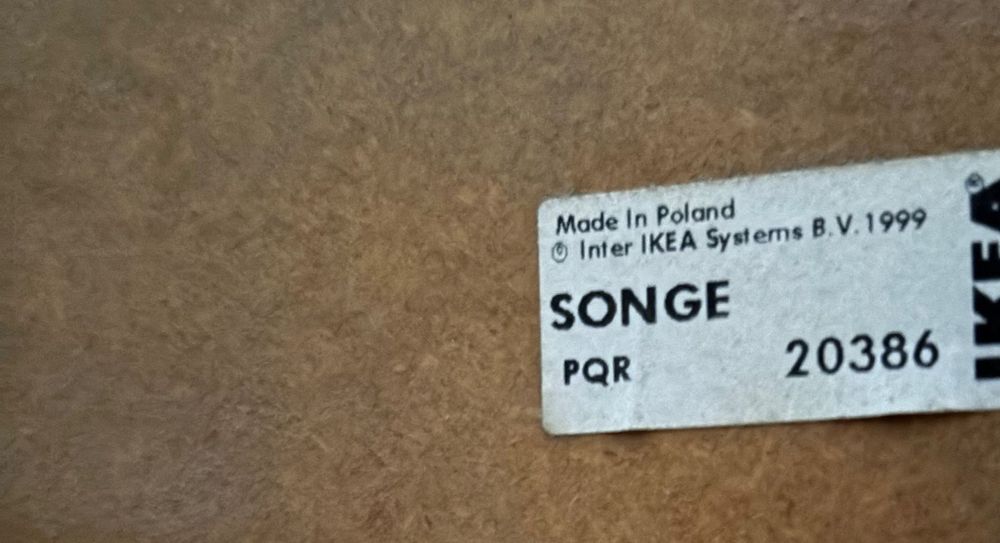 Made In Poland
© Inter IKEA Systems B.V. 1999
SONGE
PQR 20386
IKEA®